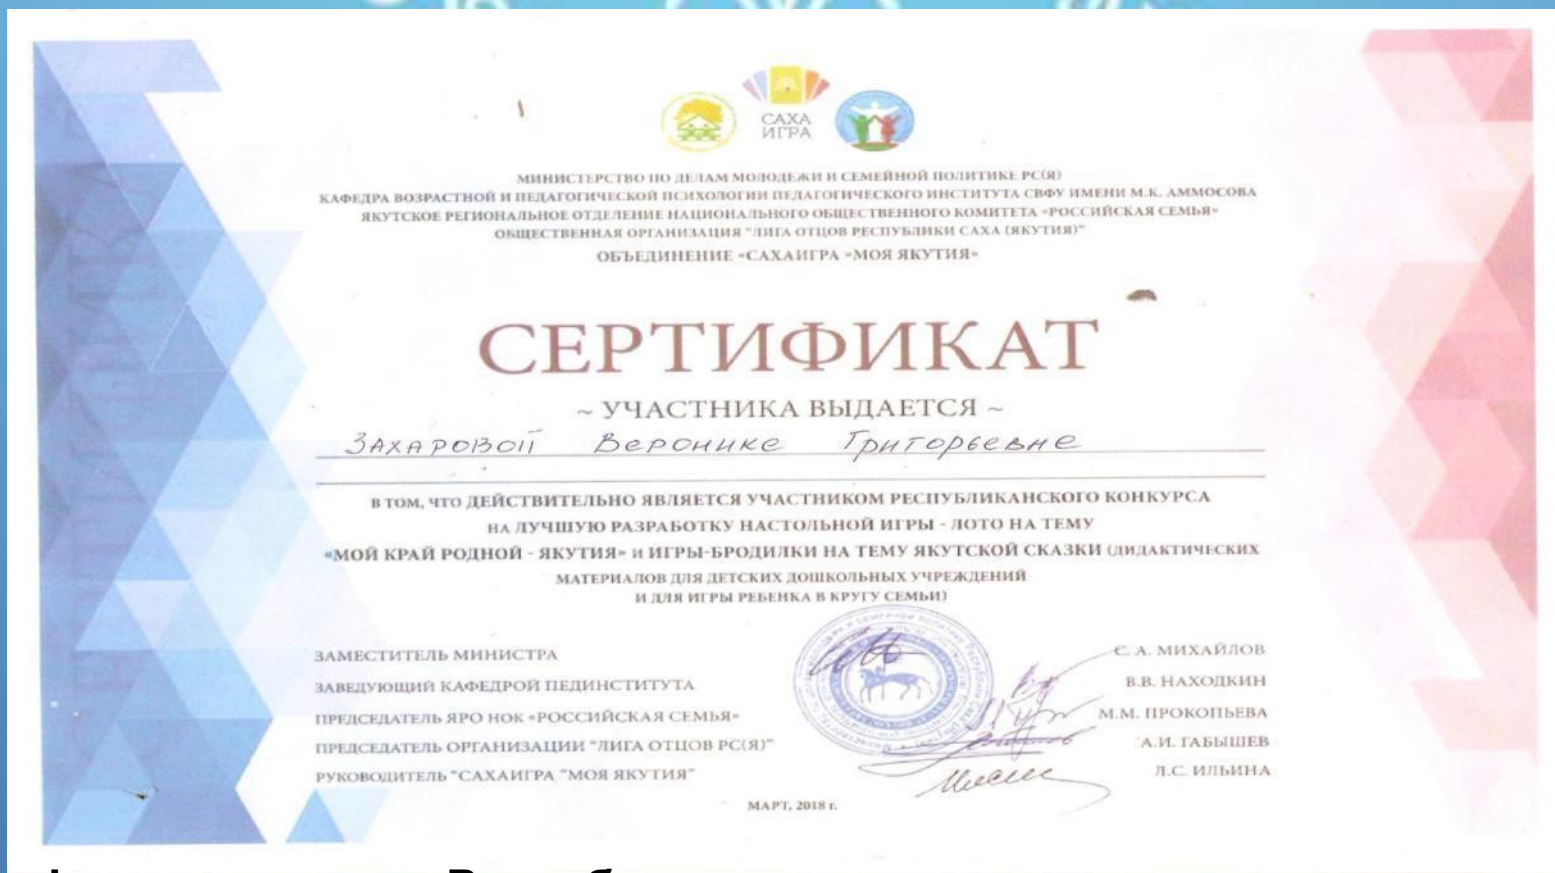 САХА
ИГРА
МИНИСТЕРСТВО ПО ДЕЛАМ МОЛОДЕЖИ И СЕМЕЙНОЙ ПОЛИТИКЕ РС(Я)
КАФЕДРА ВОЗРАСТНОЙ И ПЕДАГОГИЧЕСКОЙ ПСИХОЛОГИИ ПЕДАГОГИЧЕСКОГО ИНСТИТУТА СВФУ ИМЕНИ М.К. АММОСОВА
ЯКУТСКОЕ РЕГИОНАЛЬНОЕ ОТДЕЛЕНИЕ НАЦИОНАЛЬНОГО ОБЩЕСТВЕННОГО КОМИТЕТА «РОССИЙСКАЯ СЕМЬЯ»
ОБЩЕСТВЕННАЯ ОРГАНИЗАЦИЯ "ЛИГА ОТЦОВ РЕСПУБЛИКИ САХА (ЯКУТИЯ)"
ОБЪЕДИНЕНИЕ «САХАИГРА «МОЯ ЯКУТИЯ»
СЕРТИФИКАТ
~ УЧАСТНИКА ВЫДАЕТСЯ ~
Захаровой Веронике Григорьевне
В ТОМ, ЧТО ДЕЙСТВИТЕЛЬНО ЯВЛЯЕТСЯ УЧАСТНИКОМ РЕСПУБЛИКАНСКОГО КОНКУРСА
НА ЛУЧШУЮ РАЗРАБОТКУ НАСТОЛЬНОЙ ИГРЫ - ЛОТО НА ТЕМУ
«МОЙ КРАЙ РОДНОЙ - ЯКУТИЯ» И ИГРЫ-БРОДИЛКИ НА ТЕМУ ЯКУТСКОЙ СКАЗКИ (ДИДАКТИЧЕСКИХ
МАТЕРИАЛОВ ДЛЯ ДЕТСКИХ ДОШКОЛЬНЫХ УЧРЕЖДЕНИЙ
И ДЛЯ ИГРЫ РЕБЕНКА В КРУГУ СЕМЬИ)
ЗАМЕСТИТЕЛЬ МИНИСТРА С. А. МИХАЙЛОВ
ЗАВЕДУЮЩИЙ КАФЕДРОЙ ПЕДИНСТИТУТА В.В. НАХОДКИН
ПРЕДСЕДАТЕЛЬ ЯРО НОК «РОССИЙСКАЯ СЕМЬЯ» М.М. ПРОКОПЬЕВА
ПРЕДСЕДАТЕЛЬ ОРГАНИЗАЦИИ "ЛИГА ОТЦОВ РС(Я)" А.И. ГАБЫШЕВ
РУКОВОДИТЕЛЬ "САХАИГРА "МОЯ ЯКУТИЯ" Л.С. ИЛЬИНА
МАРТ, 2018 г.